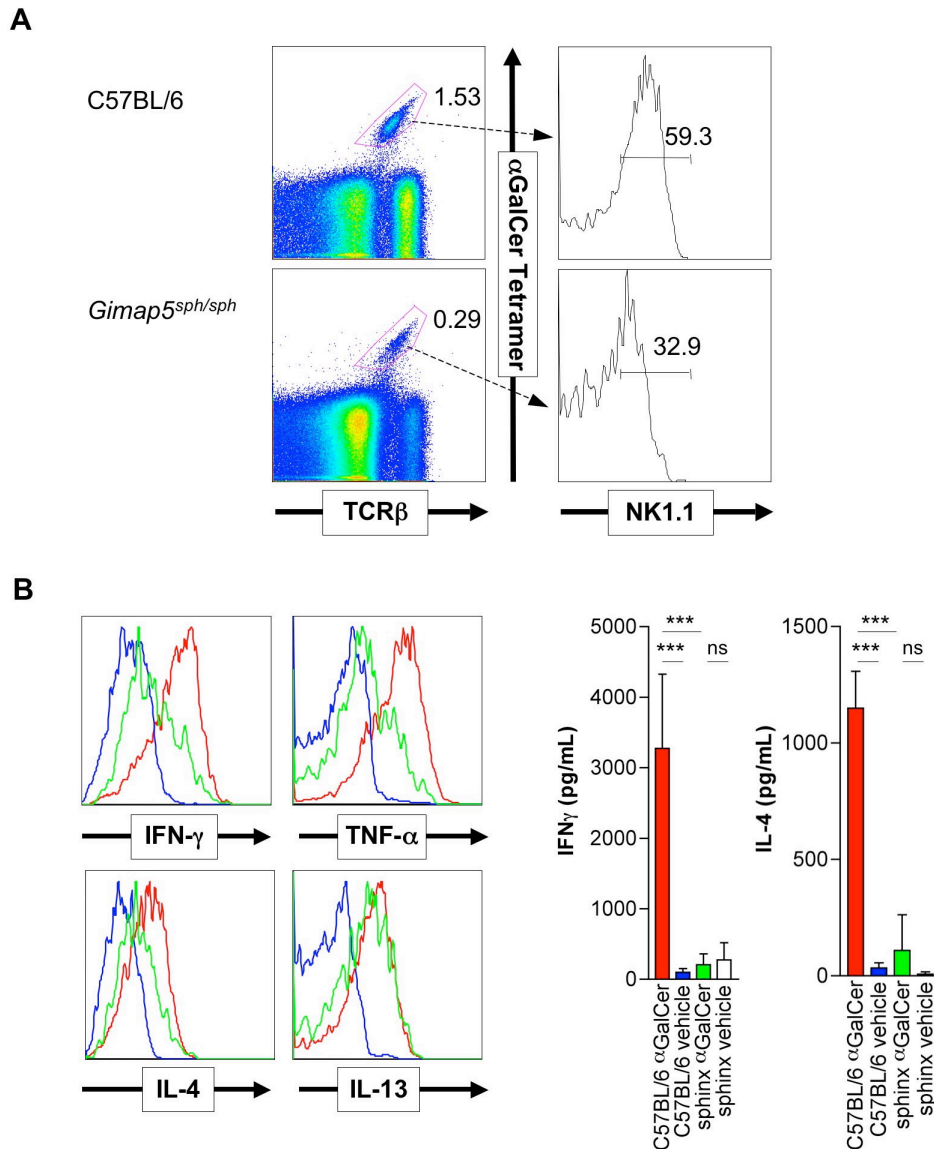 A
C57BL/6
1.53
59.3
αGalCer Tetramer
Gimap5sph/sph
0.29
32.9
TCRβ
NK1.1
B
IFN-γ
TNF-α
IL-4
IL-13
IFNγ (pg/mL)
5000
4000
3000
2000
1000
0
***
***
ns
C57BL/6 αGalCer
C57BL/6 vehicle
sphinx αGalCer
sphinx vehicle
IL-4 (pg/mL)
1500
1000
500
0
***
***
ns
C57BL/6 αGalCer
C57BL/6 vehicle
sphinx αGalCer
sphinx vehicle